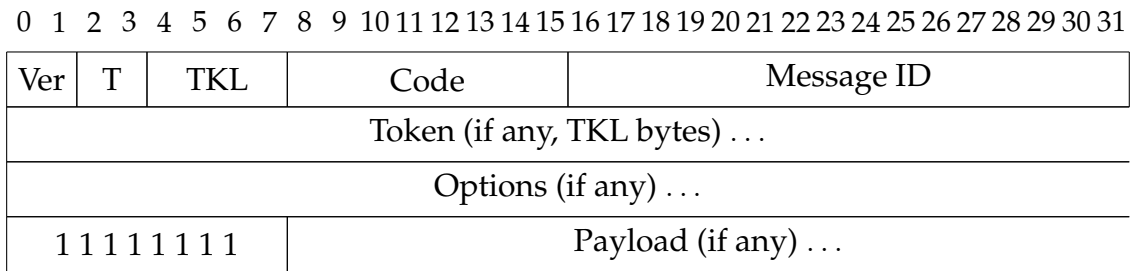 0 1 2 3 4 5 6 7 8 9 10 11 12 13 14 15 16 17 18 19 20 21 22 23 24 25 26 27 28 29 30 31
Ver T TKL Code Message ID
Token (if any, TKL bytes) . . .
Options (if any) . . .
1 1 1 1 1 1 1 1 Payload (if any) . . .